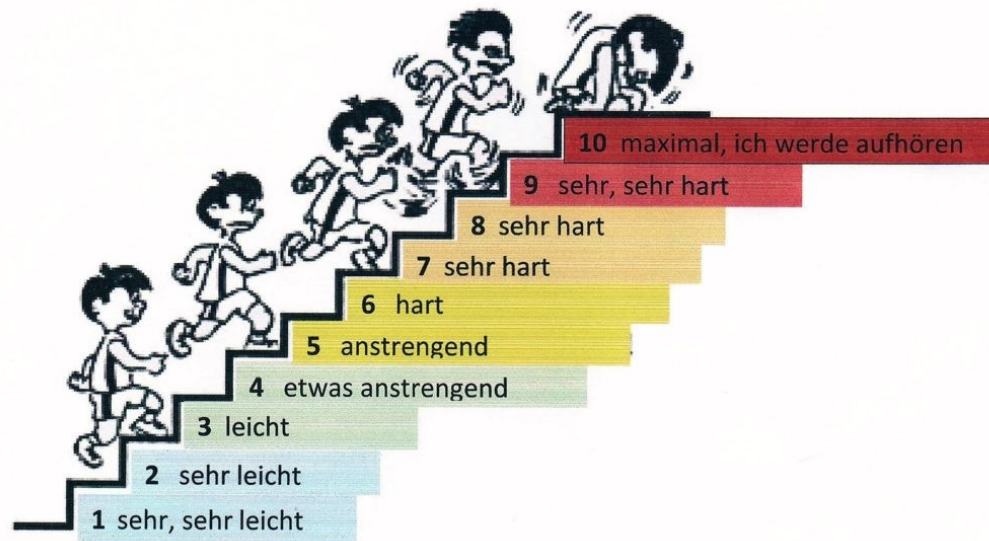 10 maximal, ich werde aufhören
9 sehr, sehr hart
8 sehr hart
7 sehr hart
6 hart
5 anstrengend
4 etwas anstrengend
3 leicht
2 sehr leicht
1 sehr, sehr leicht